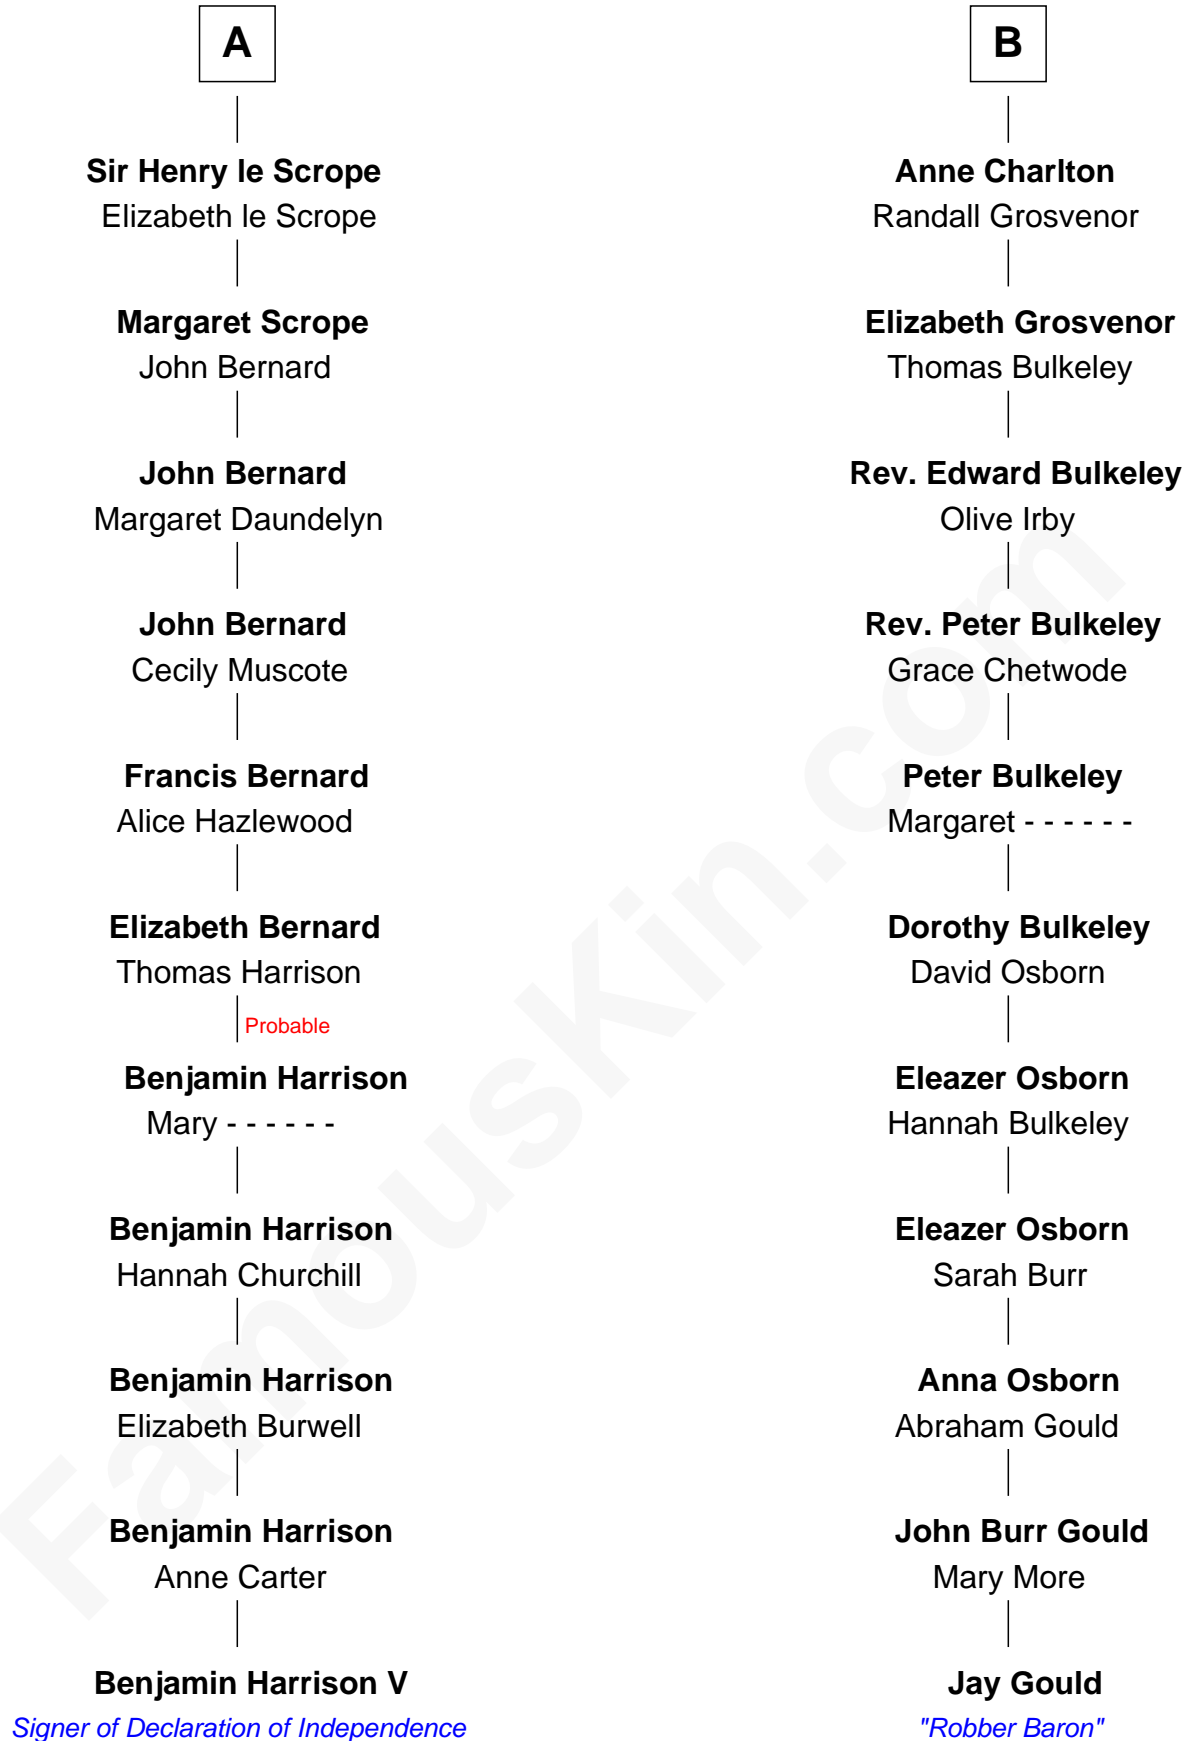 A
Sir Henry le Scrope
Elizabeth le Scrope
Margaret Scrope
John Bernard
John Bernard
Margaret Daundelyn
John Bernard
Cecily Muscote
Francis Bernard
Alice Hazlewood
Elizabeth Bernard
Thomas Harrison
Probable
Benjamin Harrison
Mary - - - - - -
Benjamin Harrison
Hannah Churchill
Benjamin Harrison
Elizabeth Burwell
Benjamin Harrison
Anne Carter
Benjamin Harrison V
Signer of Declaration of Independence
B
Anne Charlton
Randall Grosvenor
Elizabeth Grosvenor
Thomas Bulkeley
Rev. Edward Bulkeley
Olive Irby
Rev. Peter Bulkeley
Grace Chetwode
Peter Bulkeley
Margaret - - - - - -
Dorothy Bulkeley
David Osborn
Eleazer Osborn
Hannah Bulkeley
Eleazer Osborn
Sarah Burr
Anna Osborn
Abraham Gould
John Burr Gould
Mary More
Jay Gould
"Robber Baron"
FamousKin.com